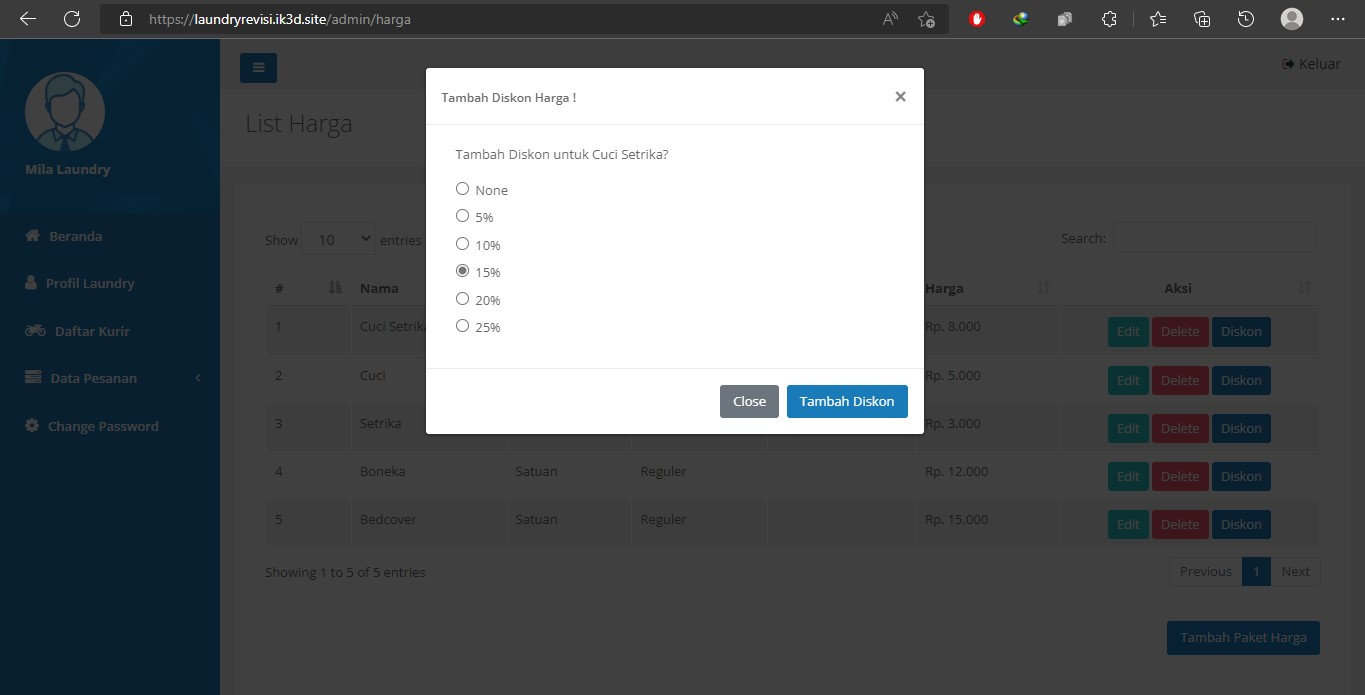 https://laundryrevisi.ik3d.site/admin/harga
Keluar
Mila Laundry
Beranda
Profil Laundry
Daftar Kurir
Data Pesanan
Change Password
List Harga
Tambah Diskon Harga !
×
Tambah Diskon untuk Cuci Setrika?
None
5%
10%
15%
20%
25%
Close Tambah Diskon
Show 10 entries
Search:
# Nama Harga Aksi
1 Cuci Setrika Rp. 8.000 Edit Delete Diskon
2 Cuci Rp. 5.000 Edit Delete Diskon
3 Setrika Rp. 3.000 Edit Delete Diskon
4 Boneka Satuan Reguler Rp. 12.000 Edit Delete Diskon
5 Bedcover Satuan Reguler Rp. 15.000 Edit Delete Diskon
Showing 1 to 5 of 5 entries
Previous 1 Next
Tambah Paket Harga